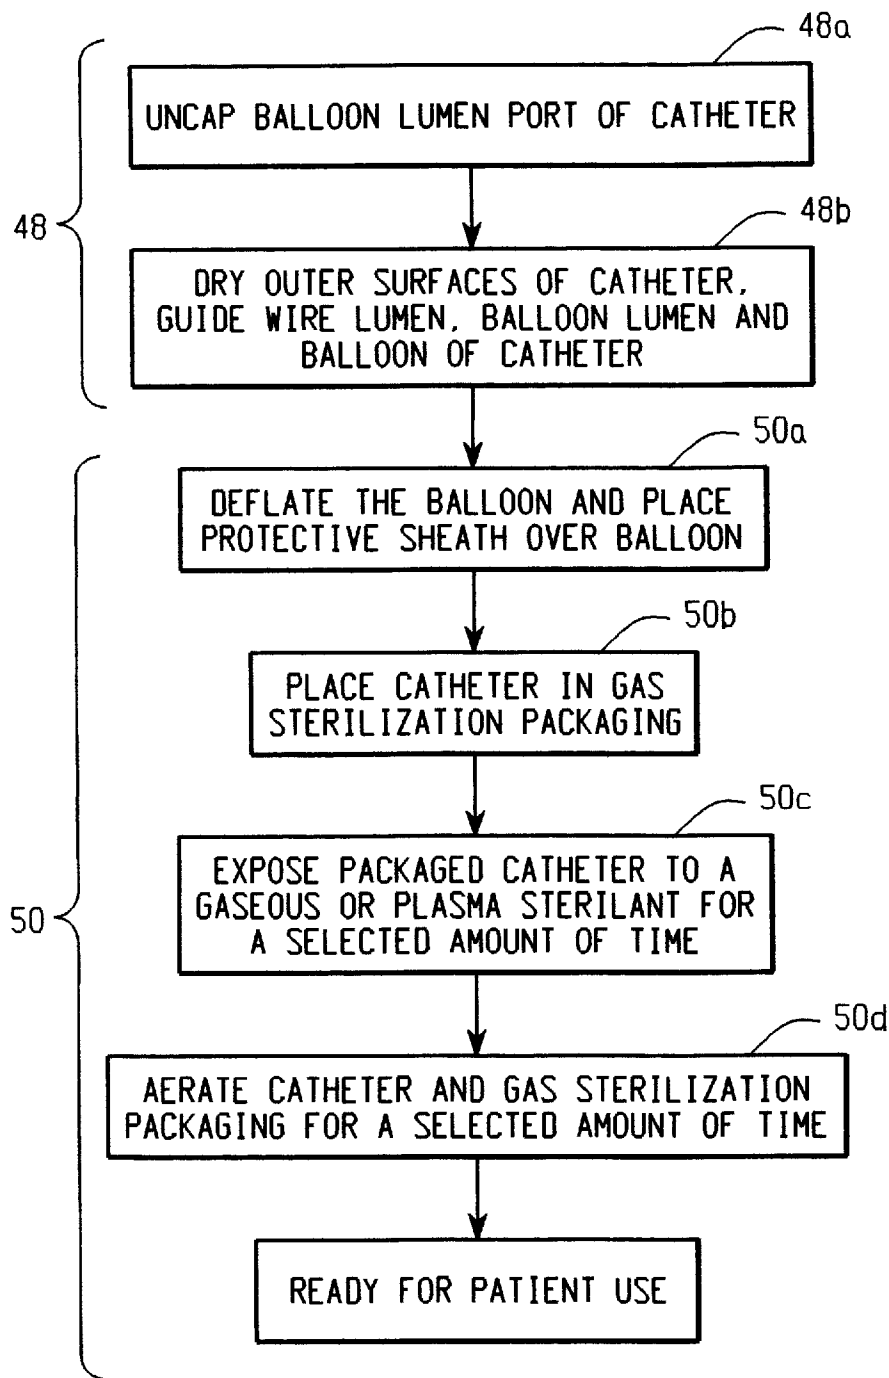 48a
UNCAP BALLOON LUMEN PORT OF CATHETER
48
48b
DRY OUTER SURFACES OF CATHETER,
GUIDE WIRE LUMEN, BALLOON LUMEN AND
BALLOON OF CATHETER
50a
DEFLATE THE BALLOON AND PLACE
PROTECTIVE SHEATH OVER BALLOON
50b
PLACE CATHETER IN GAS
STERILIZATION PACKAGING
50c
EXPOSE PACKAGED CATHETER TO A
GASEOUS OR PLASMA STERILANT FOR
A SELECTED AMOUNT OF TIME
50
50d
AERATE CATHETER AND GAS STERILIZATION
PACKAGING FOR A SELECTED AMOUNT OF TIME
READY FOR PATIENT USE